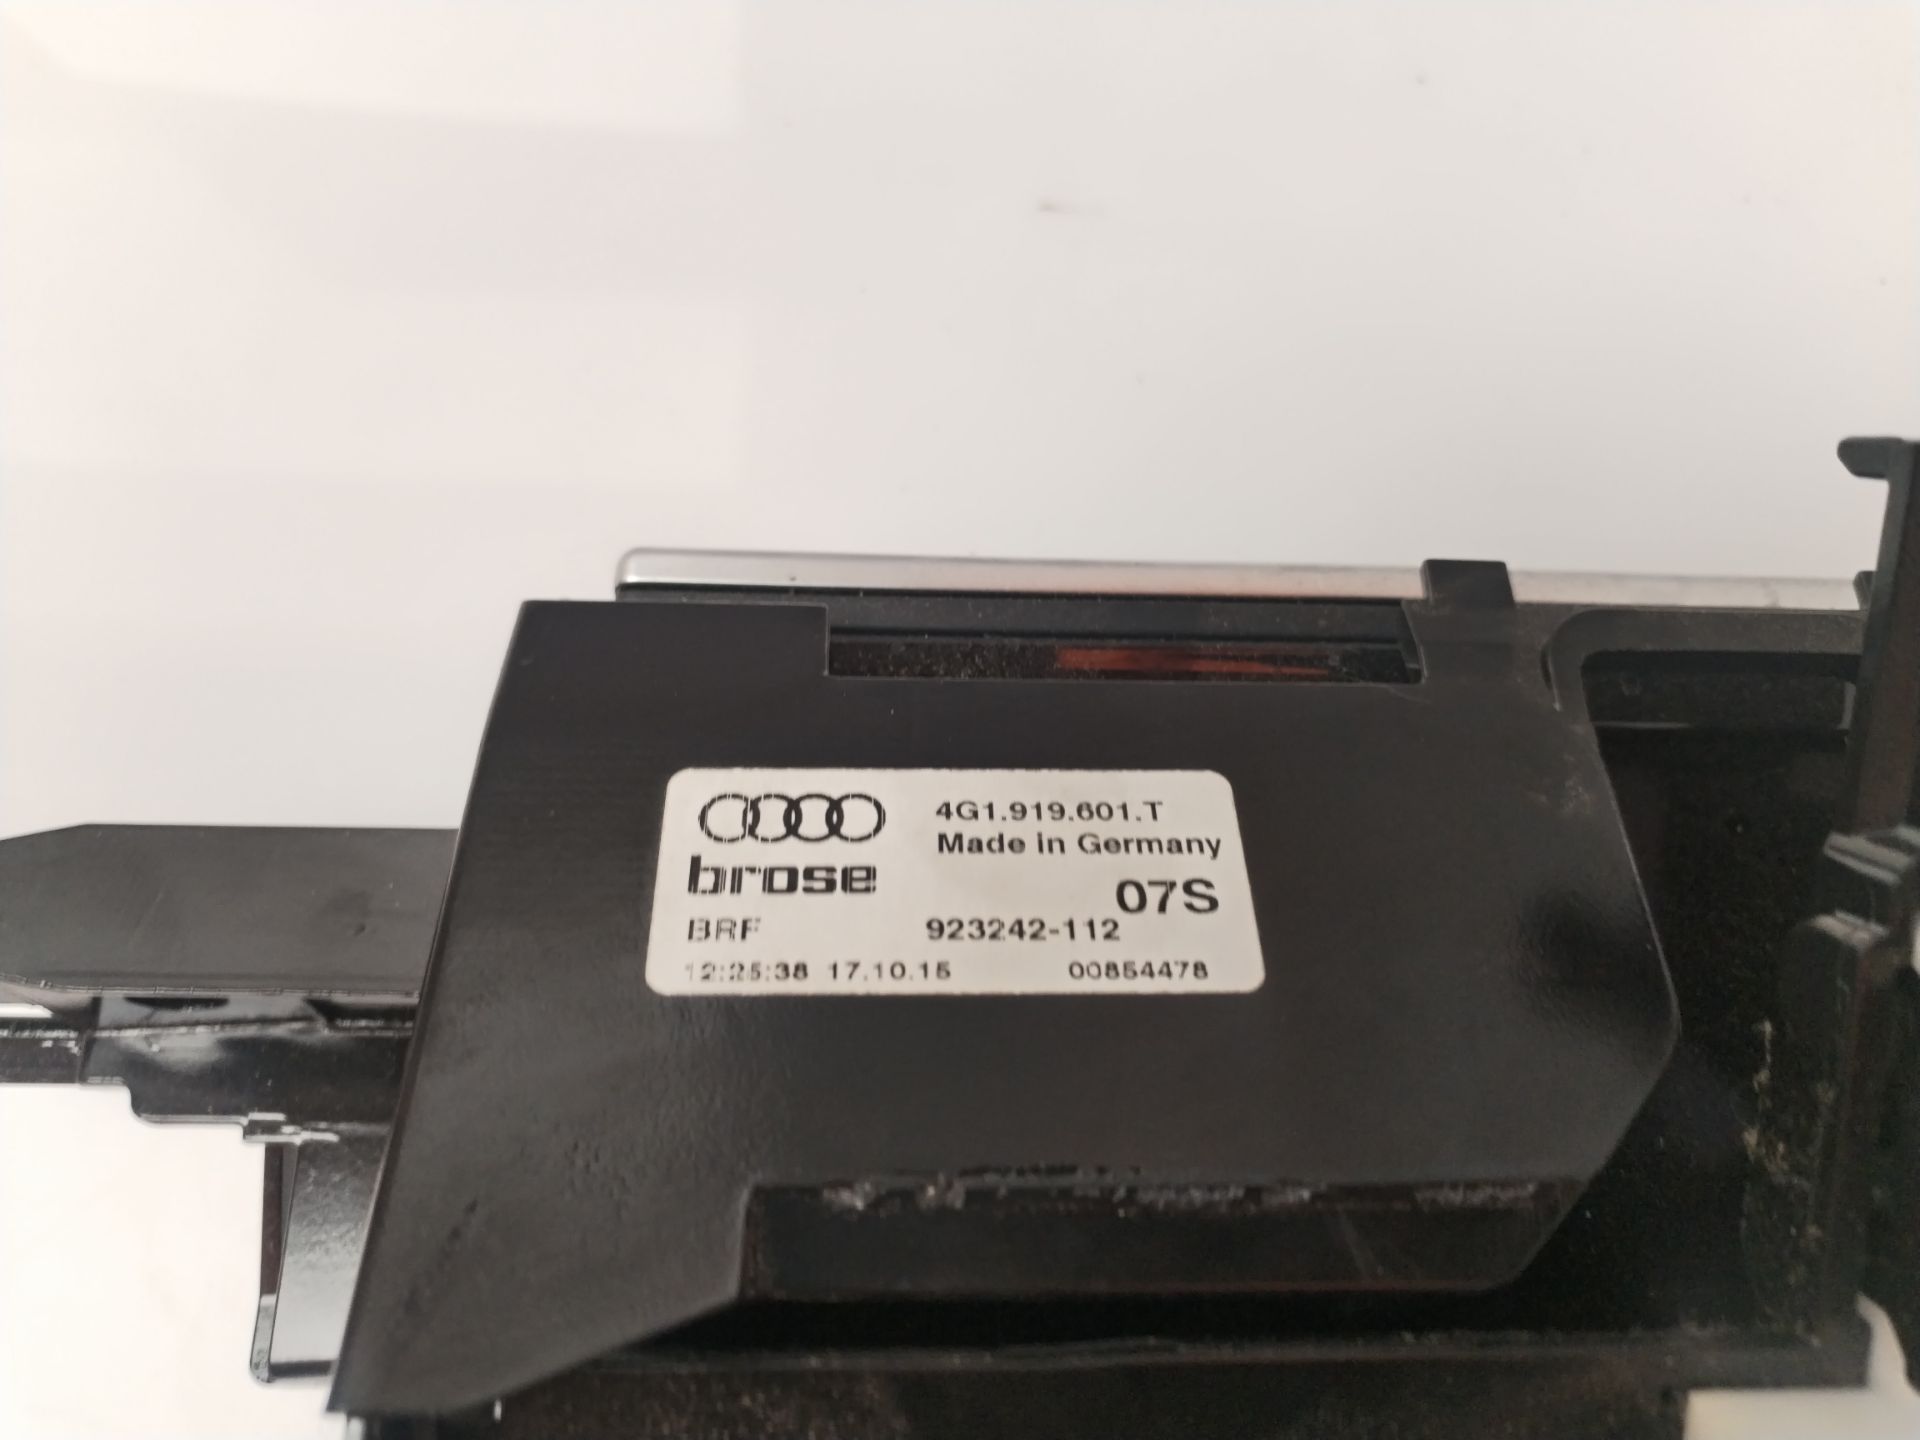 4G1.919.601.T
Made in Germany
brose
07S
BRF 923242-112
12:25:38 17.10.15 00854478